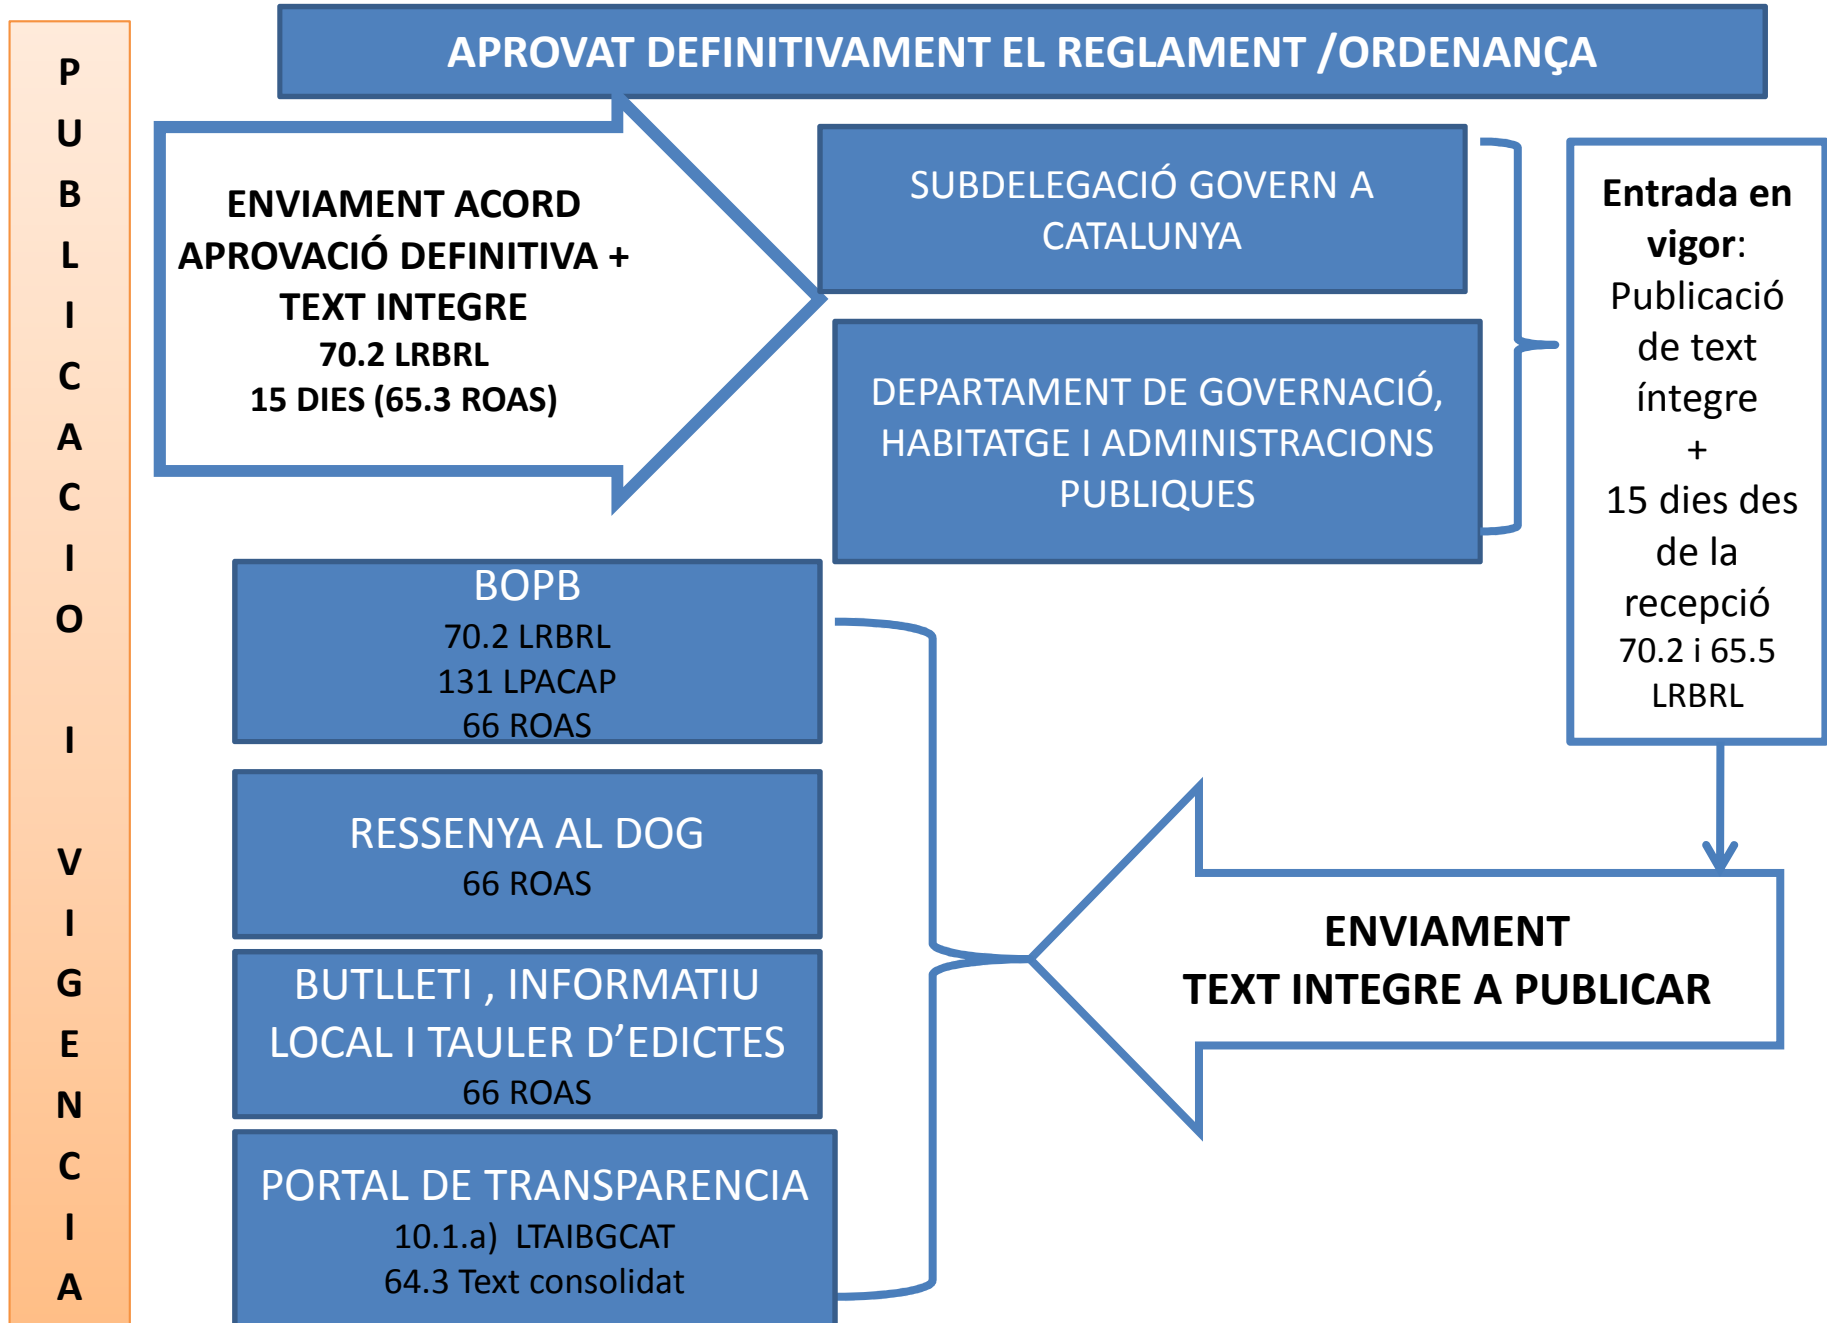 PUBLICACIO I VIGENCIA
APROVAT DEFINITIVAMENT EL REGLAMENT /ORDENANÇA
ENVIAMENT ACORD
APROVACIÓ DEFINITIVA +
TEXT INTEGRE
70.2 LRBRL
15 DIES (65.3 ROAS)
SUBDELEGACIÓ GOVERN A
CATALUNYA
DEPARTAMENT DE GOVERNACIÓ,
HABITATGE I ADMINISTRACIONS
PUBLIQUES
Entrada en
vigor:
Publicació
de text
íntegre
+
15 dies des
de la
recepció
70.2 i 65.5
LRBRL
BOPB
70.2 LRBRL
131 LPACAP
66 ROAS
RESSENYA AL DOG
66 ROAS
BUTLLETI , INFORMATIU
LOCAL I TAULER D’EDICTES
66 ROAS
PORTAL DE TRANSPARENCIA
10.1.a) LTAIBGCAT
64.3 Text consolidat
ENVIAMENT
TEXT INTEGRE A PUBLICAR